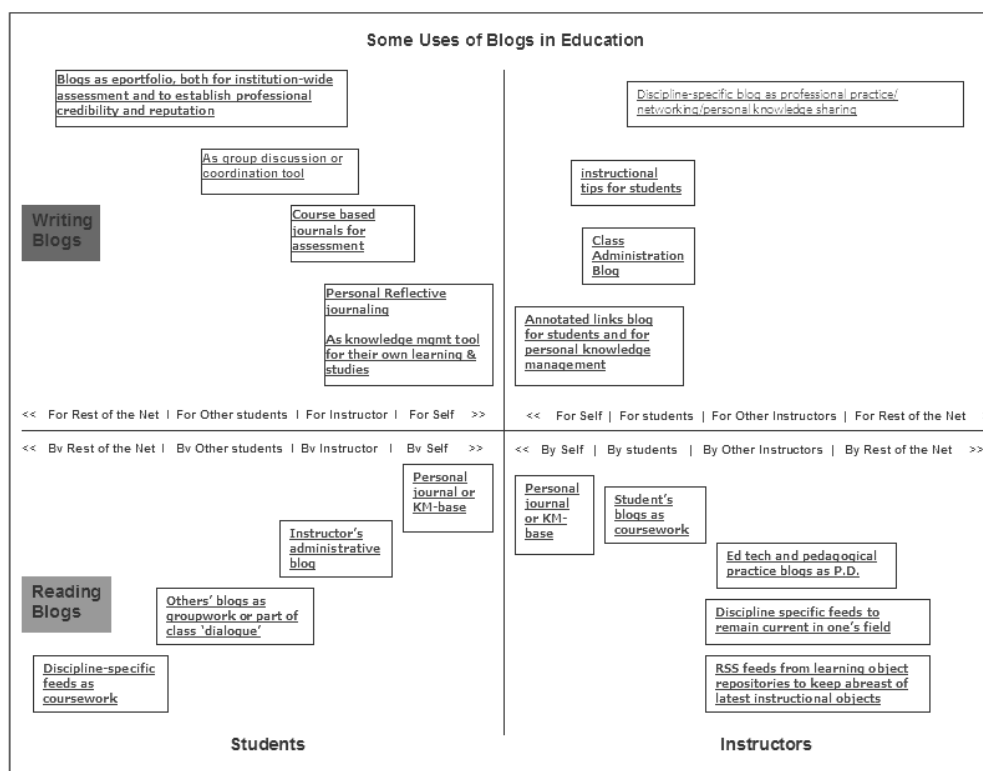 Some Uses of Blogs in Education
Blogs as eportfolio, both for institution-wide
assessment and to establish professional
credibility and reputation
As group discussion or
coordination tool
Course based
journals for
assessment
Writing
Blogs
Personal Reflective
journaling
As knowledge mgmt tool
for their own learning &
studies
<< For Rest of the Net | For Other students | For Instructor | For Self >>
Discipline-specific blog as professional practice/
networking/personal knowledge sharing
instructional
tips for students
Class
Administration
Blog
Annotated links blog
for students and for
personal knowledge
management
<< For Self | For students | For Other Instructors | For Rest of the Net
<< By Rest of the Net | By Other students | By Instructor | By Self >>
Personal
journal or
KM-base
Instructor's
administrative
blog
Reading
Blogs
Others' blogs as
groupwork or part of
class 'dialogue'
Discipline-specific
feeds as
coursework
Students
<< By Self | By students | By Other Instructors | By Rest of the Net >>
Personal
journal
or KM-
base
Student's
blogs as
coursework
Ed tech and pedagogical
practice blogs as P.D.
Discipline specific feeds to
remain current in one's field
RSS feeds from learning object
repositories to keep abreast of
latest instructional objects
Instructors